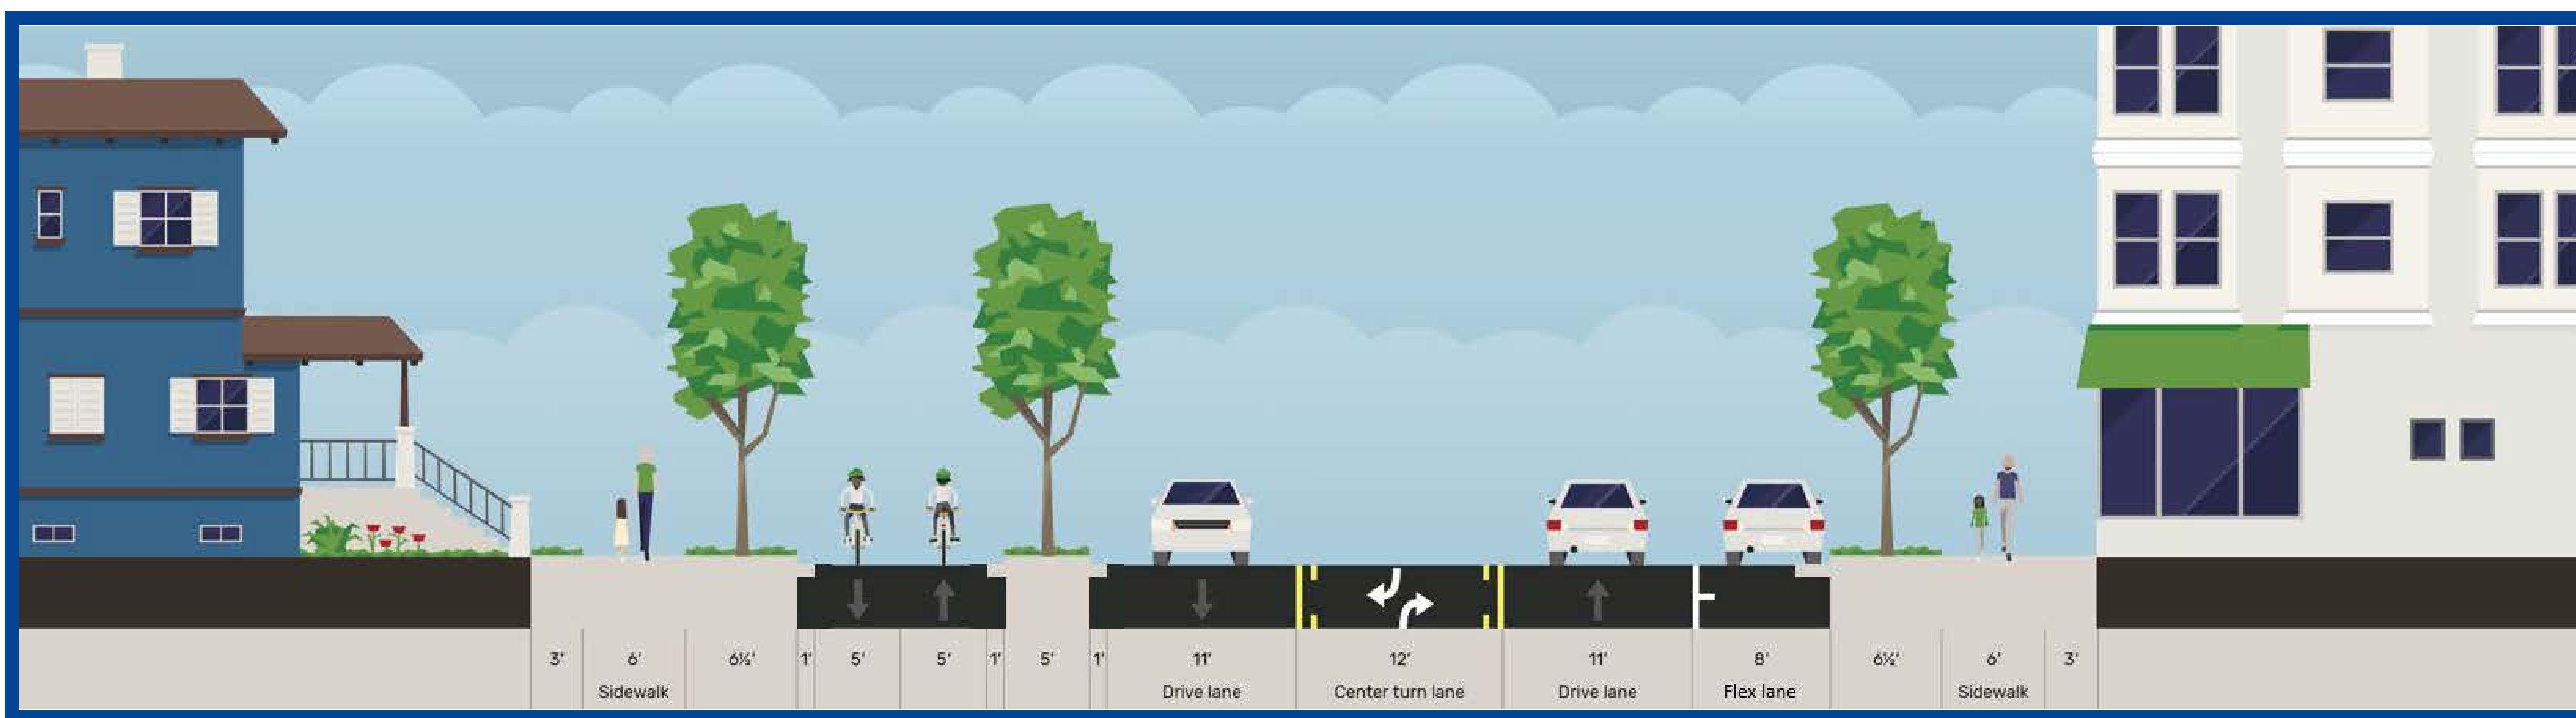 3' 6' 6½' 1' 5' 5' 1' 5' 1' 11' 12' 11' 8' 6½' 6' 3'
Sidewalk Drive lane Center turn lane Drive lane Flex lane Sidewalk